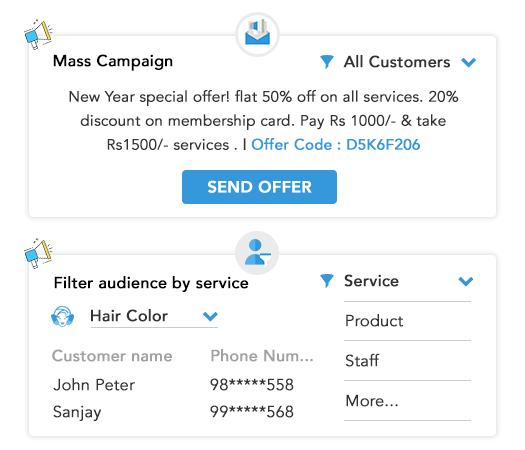 Mass Campaign
All Customers
New Year special offer! flat 50% off on all services. 20%
discount on membership card. Pay Rs 1000/- & take
Rs1500/- services . | Offer Code : D5K6F206
SEND OFFER
Filter audience by service
Service
Hair Color
Product
Customer name Phone Num...
Staff
John Peter 98*****558
Sanjay 99*****568
More...